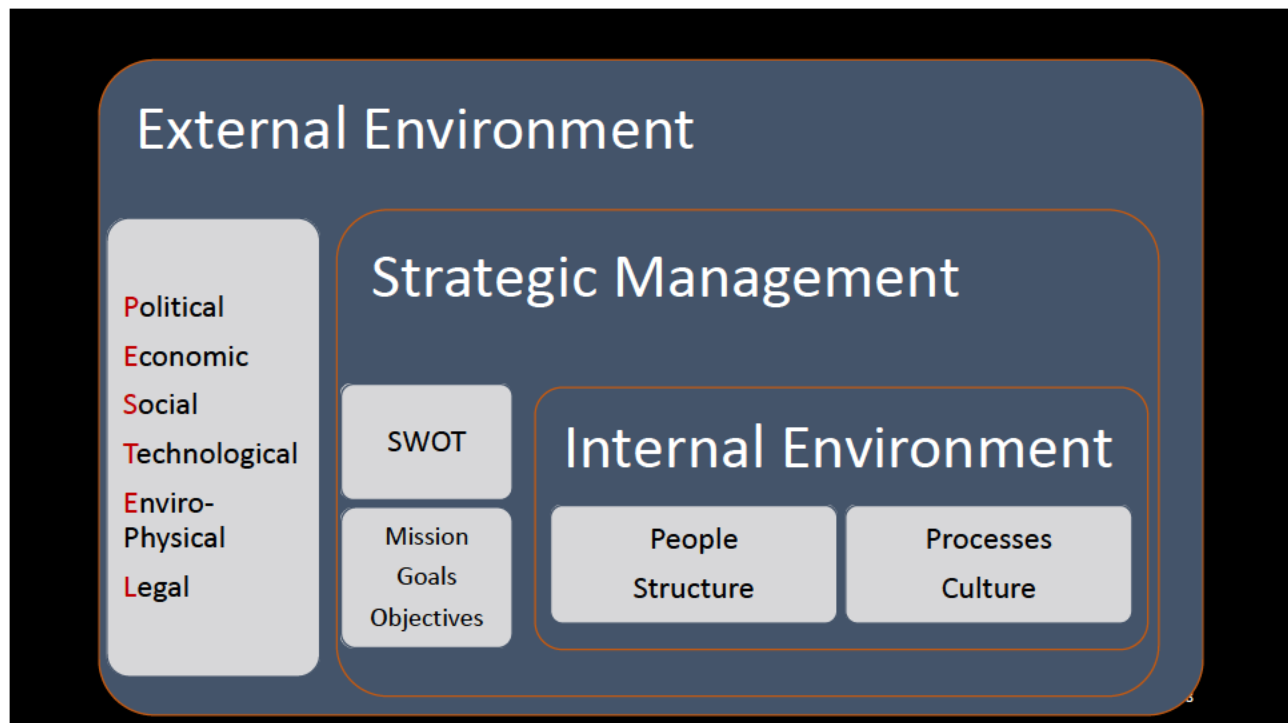 External Environment
Political
Economic
Social
Technological
Enviro-
Physical
Legal
Strategic Management
SWOT
Mission
Goals
Objectives
Internal Environment
People
Structure
Processes
Culture